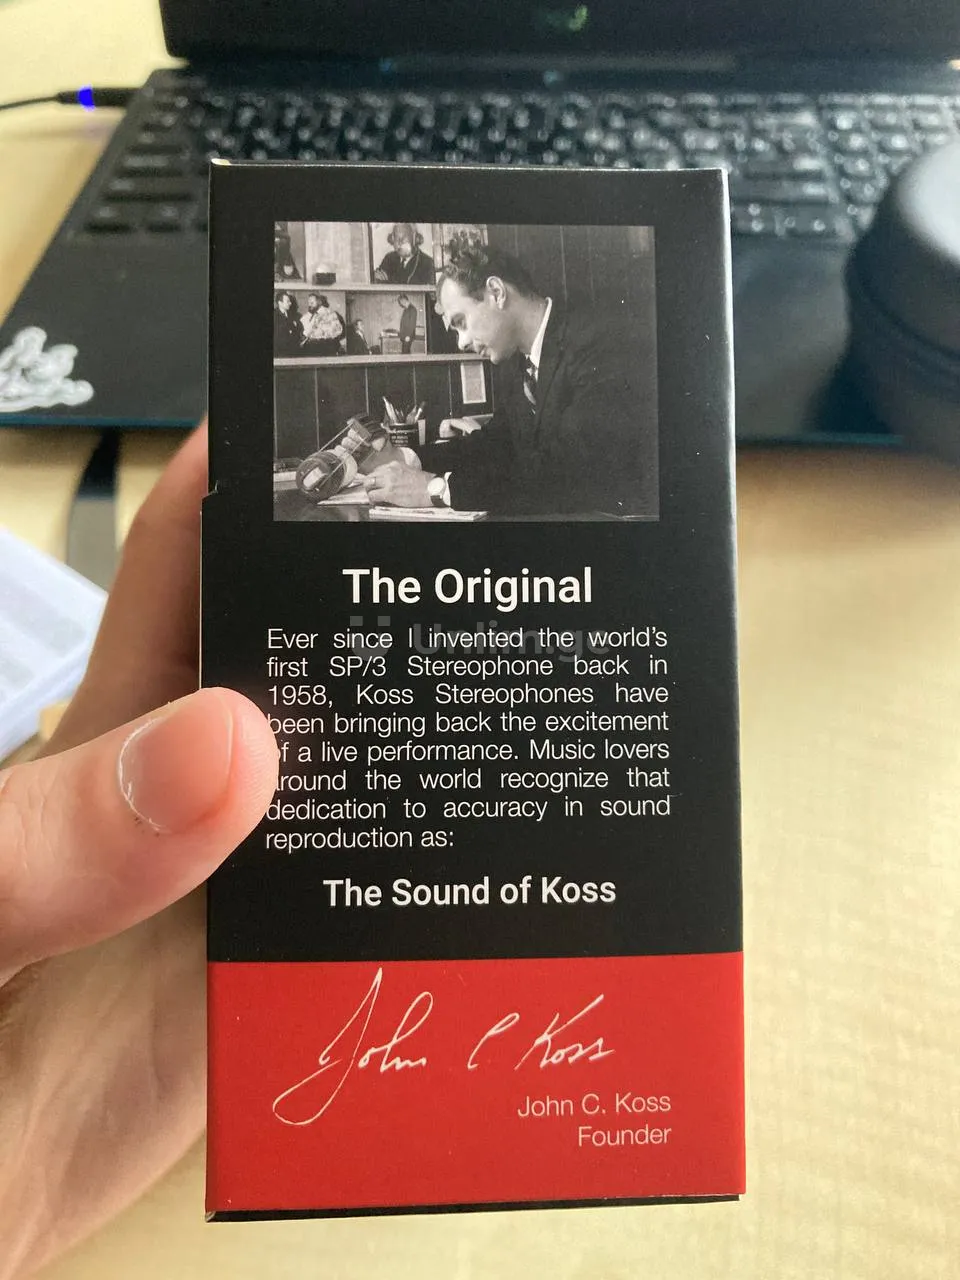 The Original
Ever since I invented the world's
first SP/3 Stereophone back in
1958, Koss Stereophones have
been bringing back the excitement
of a live performance. Music lovers
around the world recognize that
dedication to accuracy in sound
reproduction as:
The Sound of Koss
John C Koss
John C. Koss
Founder